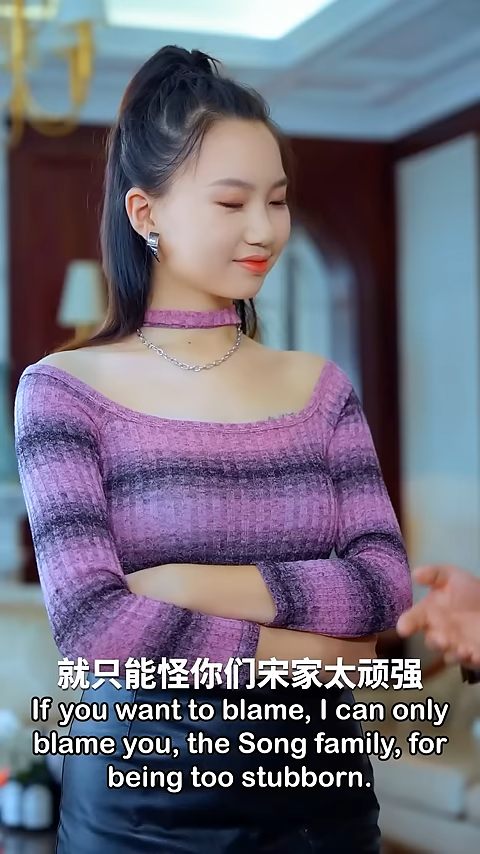 就只能怪你们宋家太顽强
If you want to blame, I can only
blame you, the Song family, for
being too stubborn.